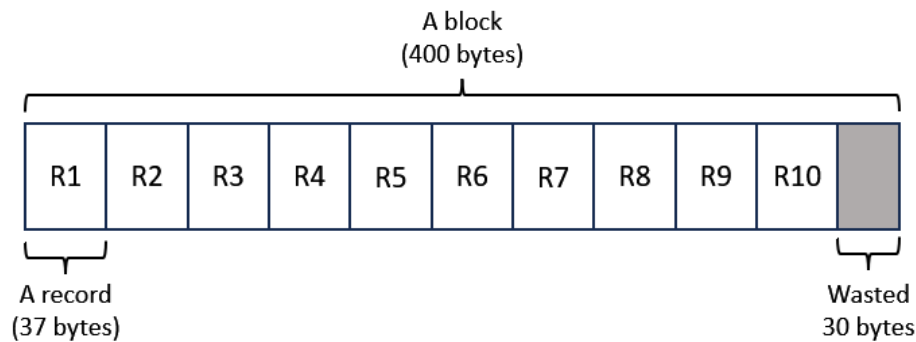 A block
(400 bytes)
R1 R2 R3 R4 R5 R6 R7 R8 R9 R10
A record
(37 bytes)
Wasted
30 bytes